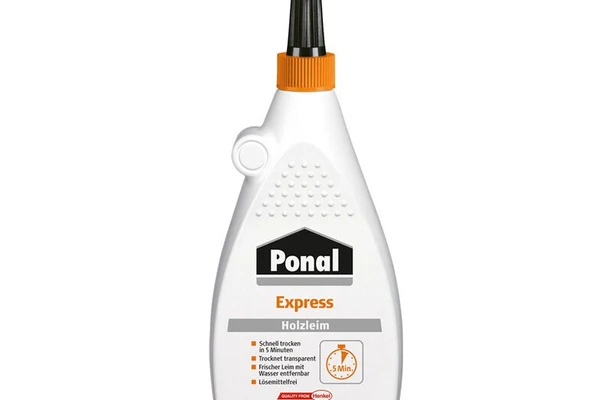 Ponal
Express
Holzleim
Schnell trocken
in 5 Minuten
Trocknet transparent
Frischer Leim mit
Wasser entfernbar
Lösemittelfrei
5 Min.
QUALITY FROM Henkel